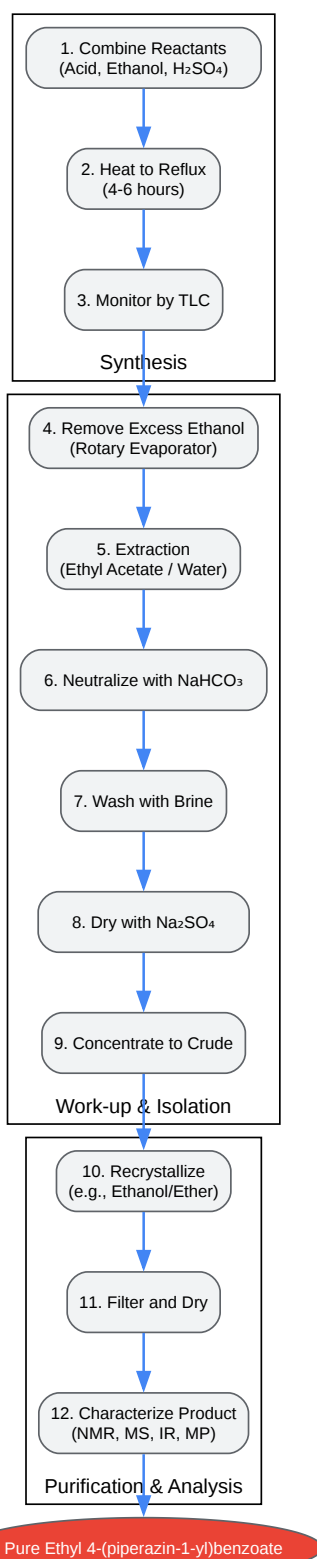 1. Combine Reactants
(Acid, Ethanol, H₂SO₄)
2. Heat to Reflux
(4-6 hours)
3. Monitor by TLC
Synthesis
4. Remove Excess Ethanol
(Rotary Evaporator)
5. Extraction
(Ethyl Acetate / Water)
6. Neutralize with NaHCO₃
7. Wash with Brine
8. Dry with Na₂SO₄
9. Concentrate to Crude
Work-up & Isolation
10. Recrystallize
(e.g., Ethanol/Ether)
11. Filter and Dry
12. Characterize Product
(NMR, MS, IR, MP)
Purification & Analysis
Pure Ethyl 4-(piperazin-1-yl)benzoate